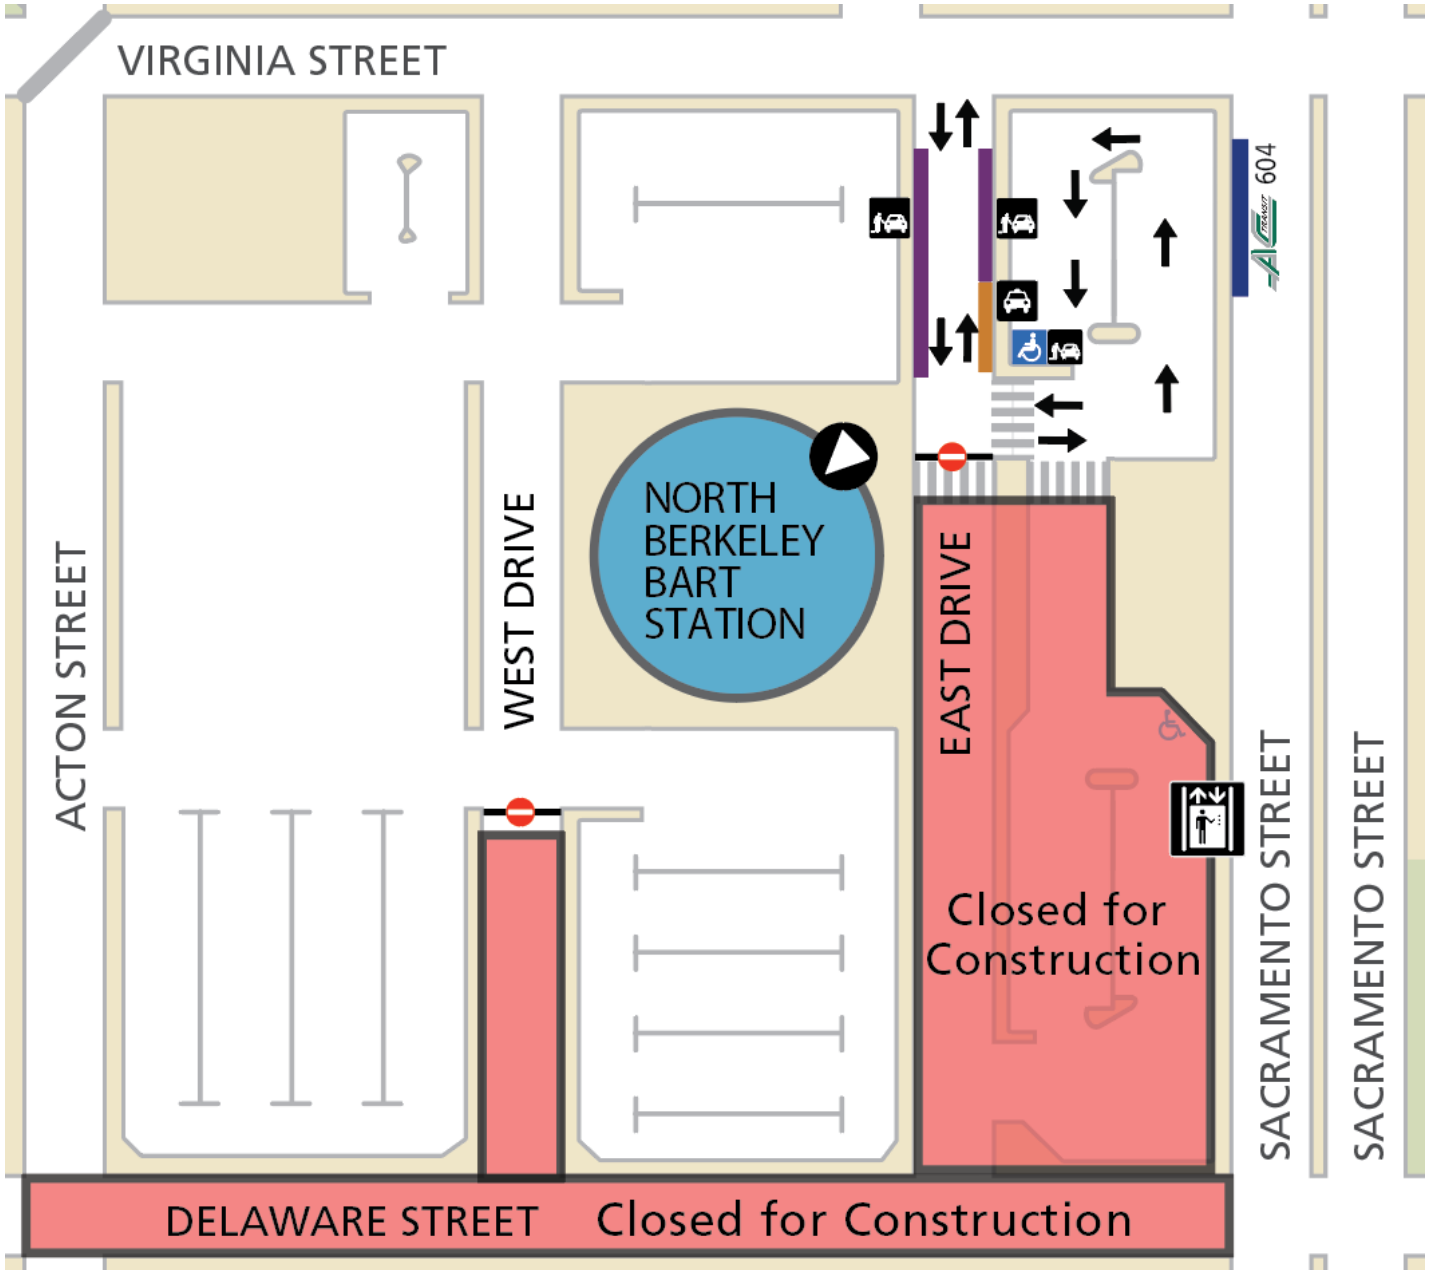 VIRGINIA STREET
604
AC TRANSIT
NORTH
BERKELEY
BART
STATION
WEST DRIVE
EAST DRIVE
ACTON STREET
SACRAMENTO STREET
SACRAMENTO STREET
Closed for
Construction
DELAWARE STREET Closed for Construction